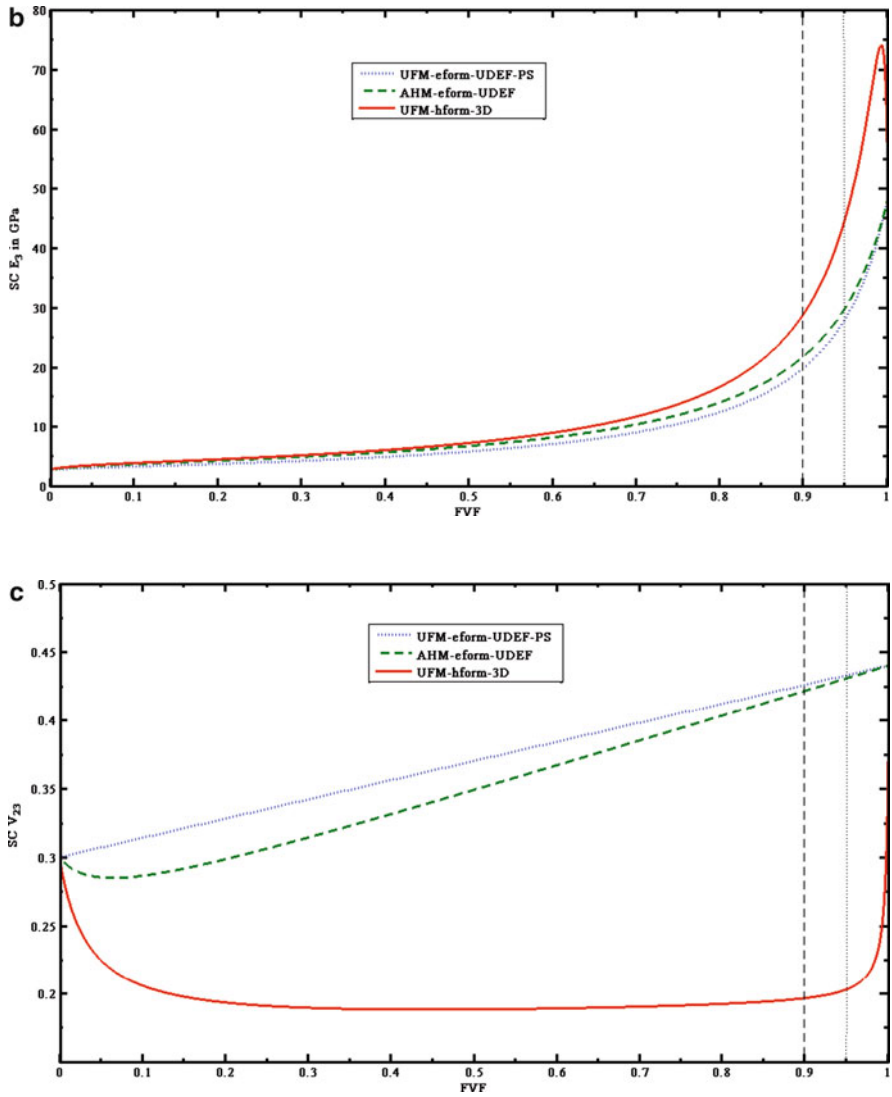 b
80
70
60
50
40
30
20
10
0
SC E3 in GPa
UFM-eform-UDEF-PS
AHM-eform-UDEF
UFM-hform-3D
0 0.1 0.2 0.3 0.4 0.5 0.6 0.7 0.8 0.9 1
FVF
c
0.5
0.45
0.4
0.35
0.3
0.25
0.2
SC V23
UFM-eform-UDEF-PS
AHM-eform-UDEF
UFM-hform-3D
0 0.1 0.2 0.3 0.4 0.5 0.6 0.7 0.8 0.9 1
FVF